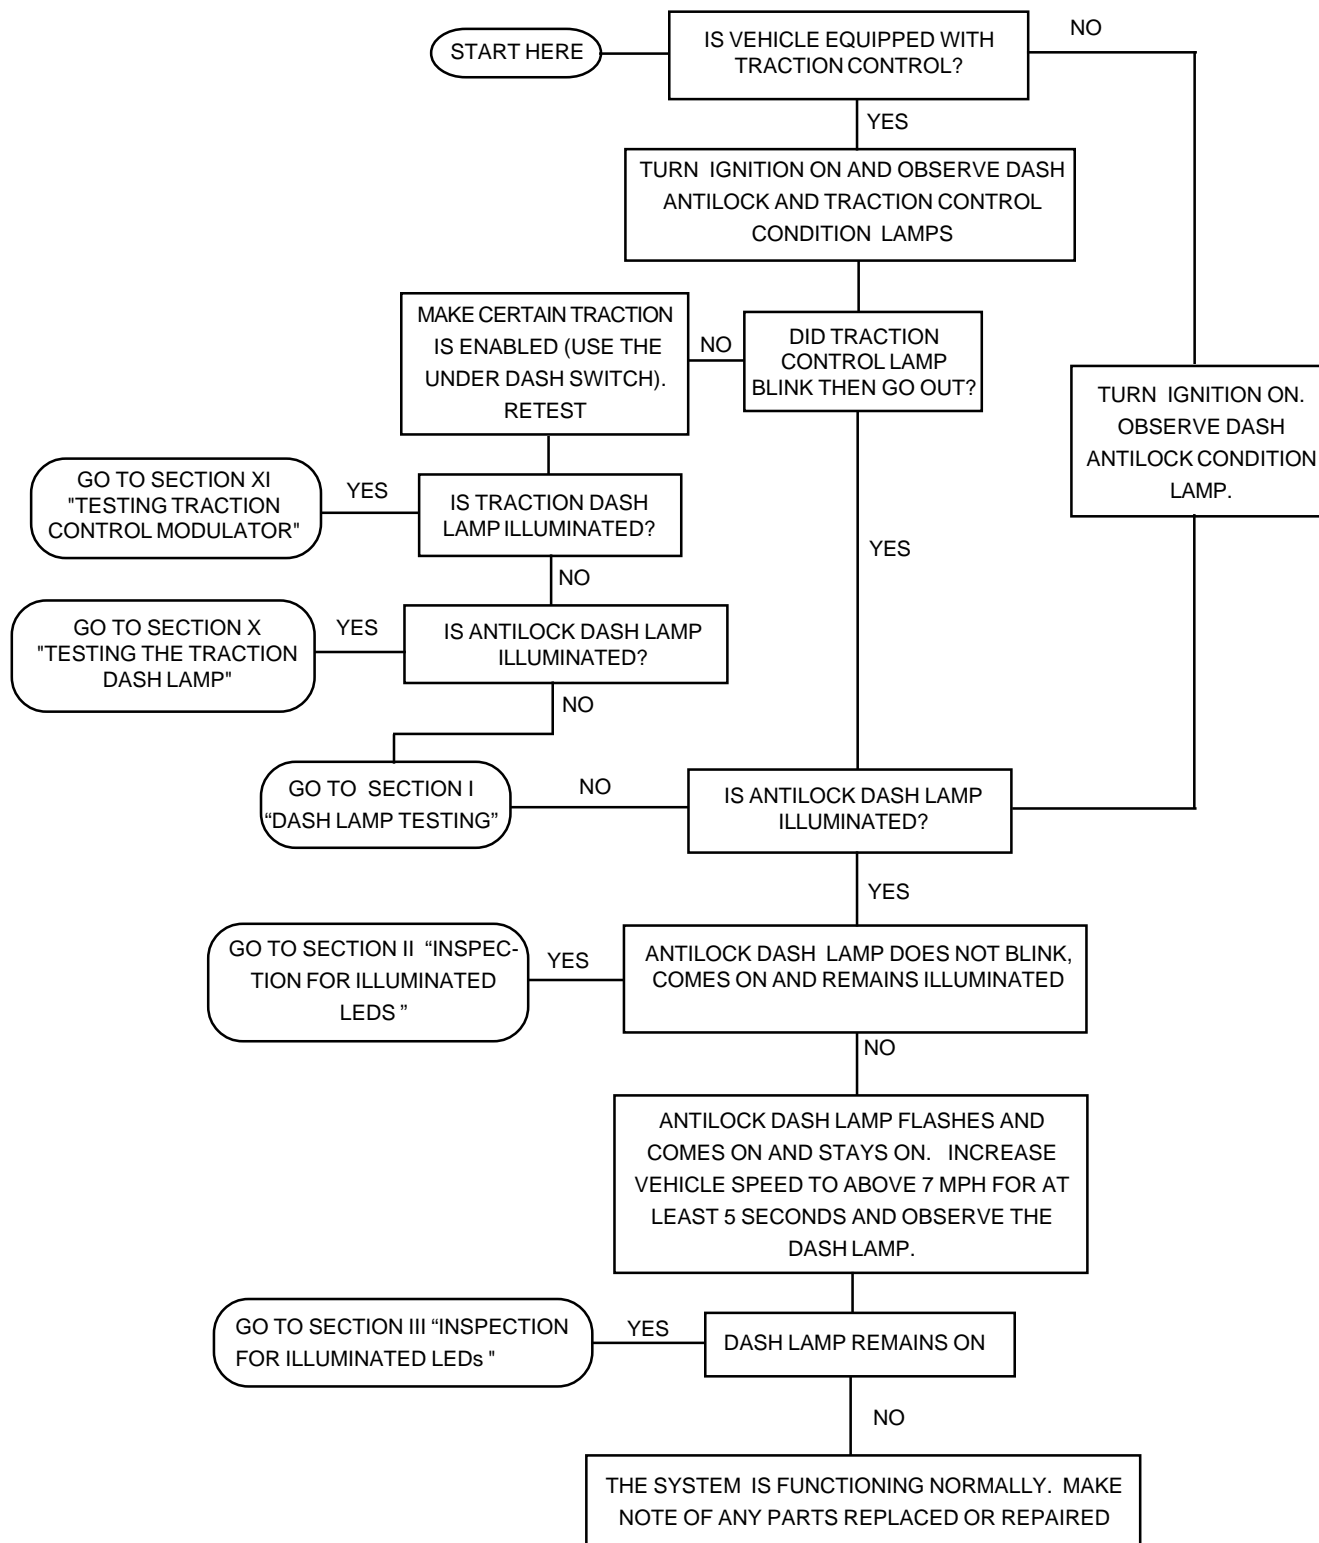 START HERE
IS VEHICLE EQUIPPED WITH
TRACTION CONTROL?
NO
YES
TURN IGNITION ON AND OBSERVE DASH
ANTILOCK AND TRACTION CONTROL
CONDITION LAMPS
MAKE CERTAIN TRACTION
IS ENABLED (USE THE
UNDER DASH SWITCH).
RETEST
NO
DID TRACTION
CONTROL LAMP
BLINK THEN GO OUT?
TURN IGNITION ON.
OBSERVE DASH
ANTILOCK CONDITION
LAMP.
GO TO SECTION XI
"TESTING TRACTION
CONTROL MODULATOR"
YES
IS TRACTION DASH
LAMP ILLUMINATED?
YES
NO
GO TO SECTION X
"TESTING THE TRACTION
DASH LAMP"
YES
IS ANTILOCK DASH LAMP
ILLUMINATED?
NO
GO TO SECTION I
“DASH LAMP TESTING”
NO
IS ANTILOCK DASH LAMP
ILLUMINATED?
YES
GO TO SECTION II “INSPEC-
TION FOR ILLUMINATED
LEDS ”
YES
ANTILOCK DASH LAMP DOES NOT BLINK,
COMES ON AND REMAINS ILLUMINATED
NO
ANTILOCK DASH LAMP FLASHES AND
COMES ON AND STAYS ON. INCREASE
VEHICLE SPEED TO ABOVE 7 MPH FOR AT
LEAST 5 SECONDS AND OBSERVE THE
DASH LAMP.
GO TO SECTION III “INSPECTION
FOR ILLUMINATED LEDs "
YES
DASH LAMP REMAINS ON
NO
THE SYSTEM IS FUNCTIONING NORMALLY. MAKE
NOTE OF ANY PARTS REPLACED OR REPAIRED